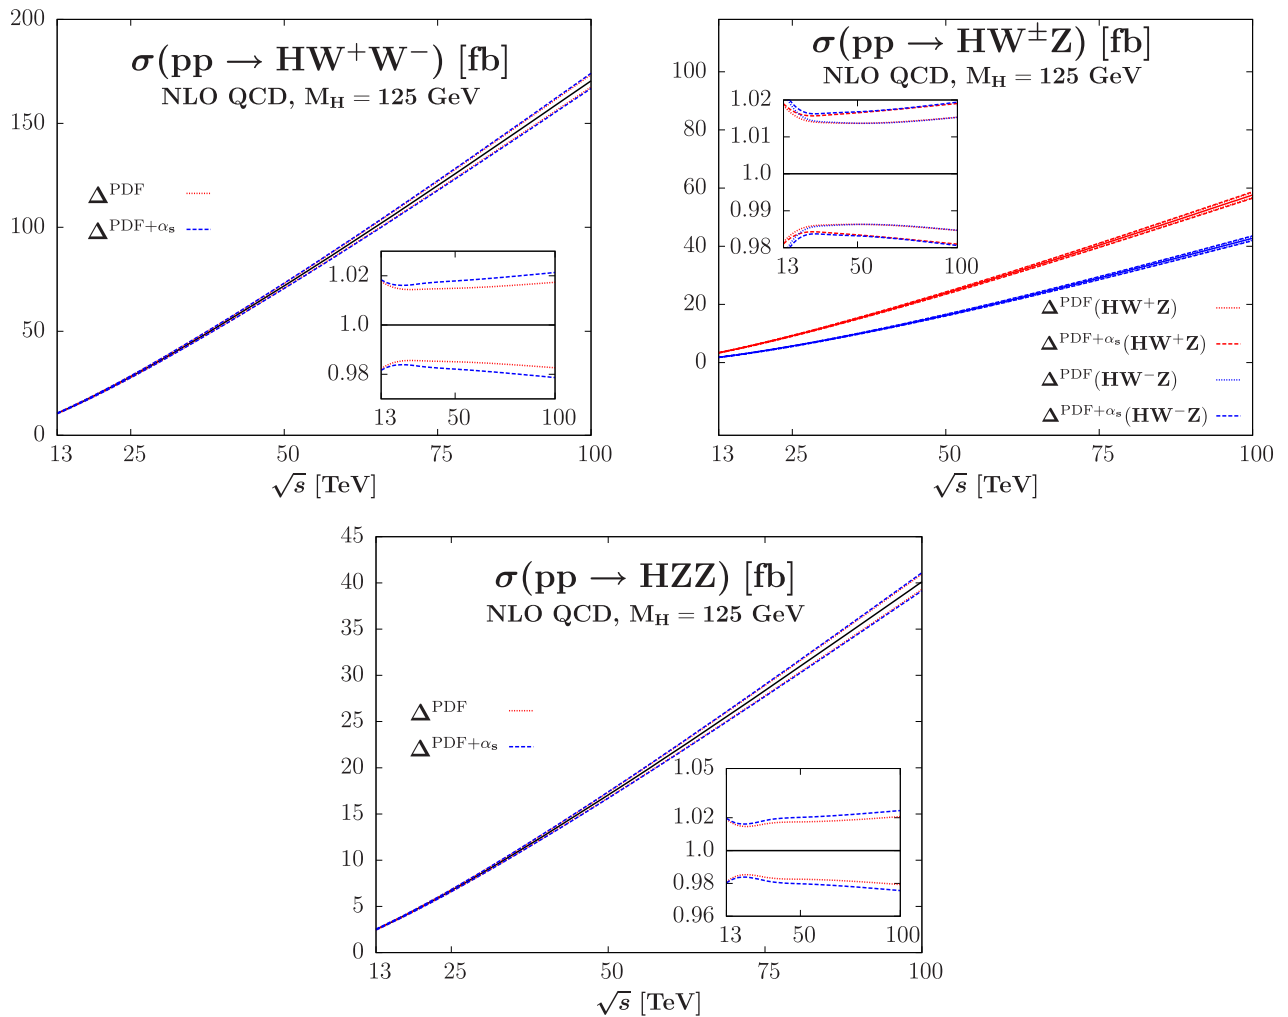 200
150
100
50
0
σ(pp → HW⁺W⁻) [fb]
NLO QCD, M_H = 125 GeV
Δ^PDF
Δ^PDF+α_s
1.02
1.0
0.98
13 50 100
13 25 50 75 100
√s [TeV]
100
80
60
40
20
0
σ(pp → HW^±Z) [fb]
NLO QCD, M_H = 125 GeV
1.02
1.01
1.0
0.99
0.98
13 50 100
Δ^PDF(HW⁺Z)
Δ^PDF+α_s(HW⁺Z)
Δ^PDF(HW⁻Z)
Δ^PDF+α_s(HW⁻Z)
13 25 50 75 100
√s [TeV]
45
40
35
30
25
20
15
10
5
0
σ(pp → HZZ) [fb]
NLO QCD, M_H = 125 GeV
Δ^PDF
Δ^PDF+α_s
1.05
1.02
1.0
0.98
0.96
13 50 100
13 25 50 75 100
√s [TeV]